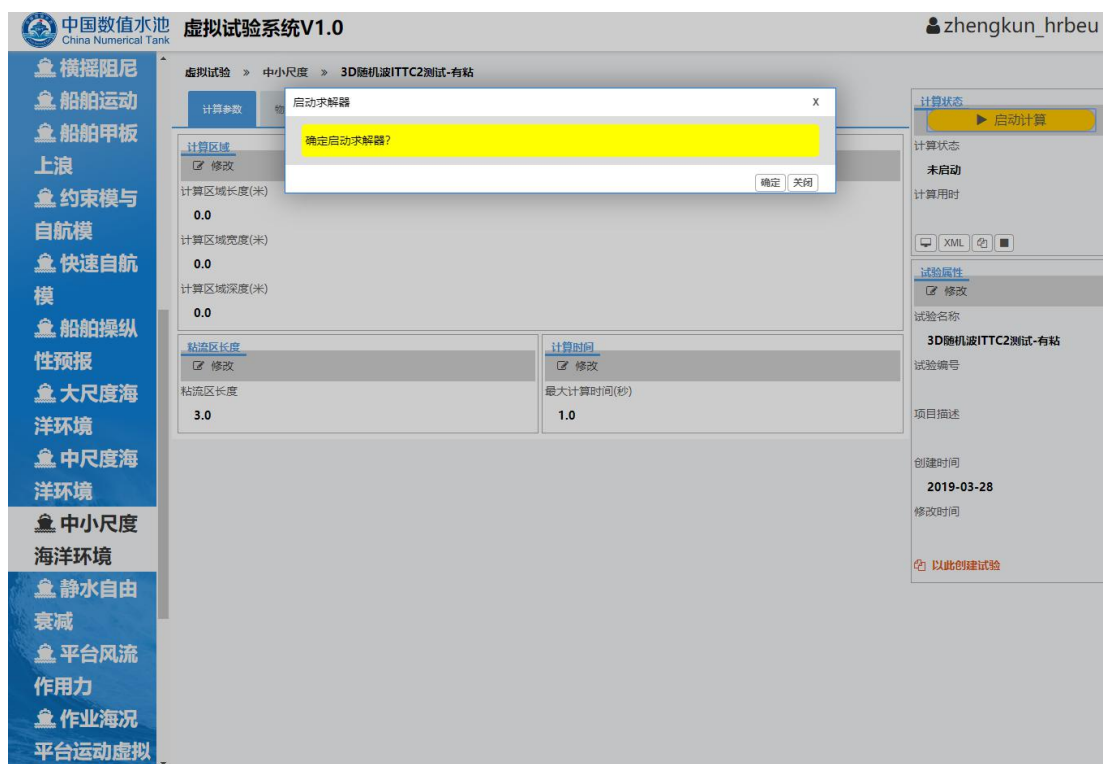 中国数值水池
China Numerical Tank
虚拟试验系统V1.0
zhengkun_hrbeu
横摇阻尼
船舶运动
船舶甲板
上浪
约束模与
自航模
快速自航
模
船舶操纵
性预报
大尺度海
洋环境
中尺度海
洋环境
中小尺度
海洋环境
静水自由
衰减
平台风流
作用力
作业海况
平台运动虚拟
虚拟试验 » 中小尺度 » 3D随机波ITTC2测试-有粘
计算参数
启动求解器 x
确定启动求解器?
确定 关闭
计算区域
修改
计算区域长度(米)
0.0
计算区域宽度(米)
0.0
计算区域深度(米)
0.0
粘流区长度
修改
粘流区长度
3.0
计算时间
修改
最大计算时间(秒)
1.0
计算状态
启动计算
计算状态
未启动
计算用时
XML
试验属性
修改
试验名称
3D随机波ITTC2测试-有粘
试验编号
项目描述
创建时间
2019-03-28
修改时间
以此创建试验